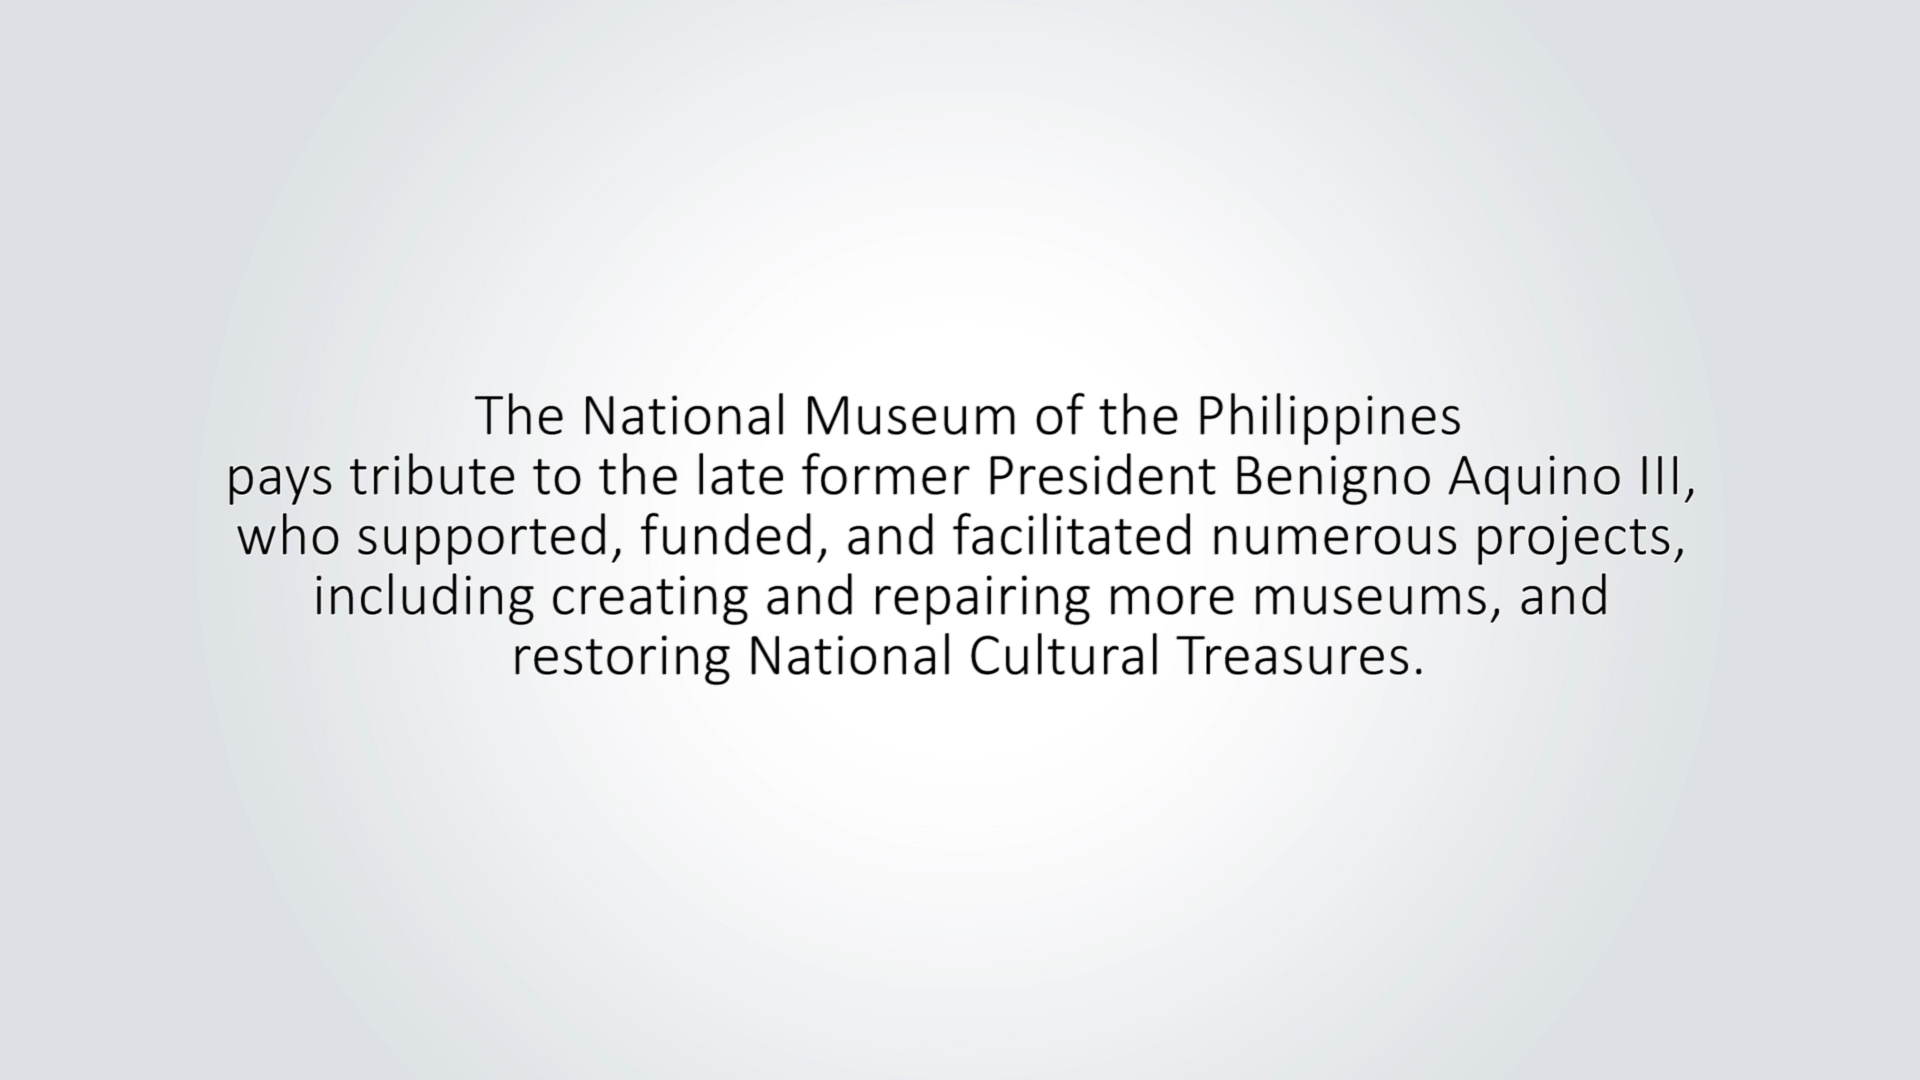 The National Museum of the Philippines
pays tribute to the late former President Benigno Aquino III,
who supported, funded, and facilitated numerous projects,
including creating and repairing more museums, and
restoring National Cultural Treasures.